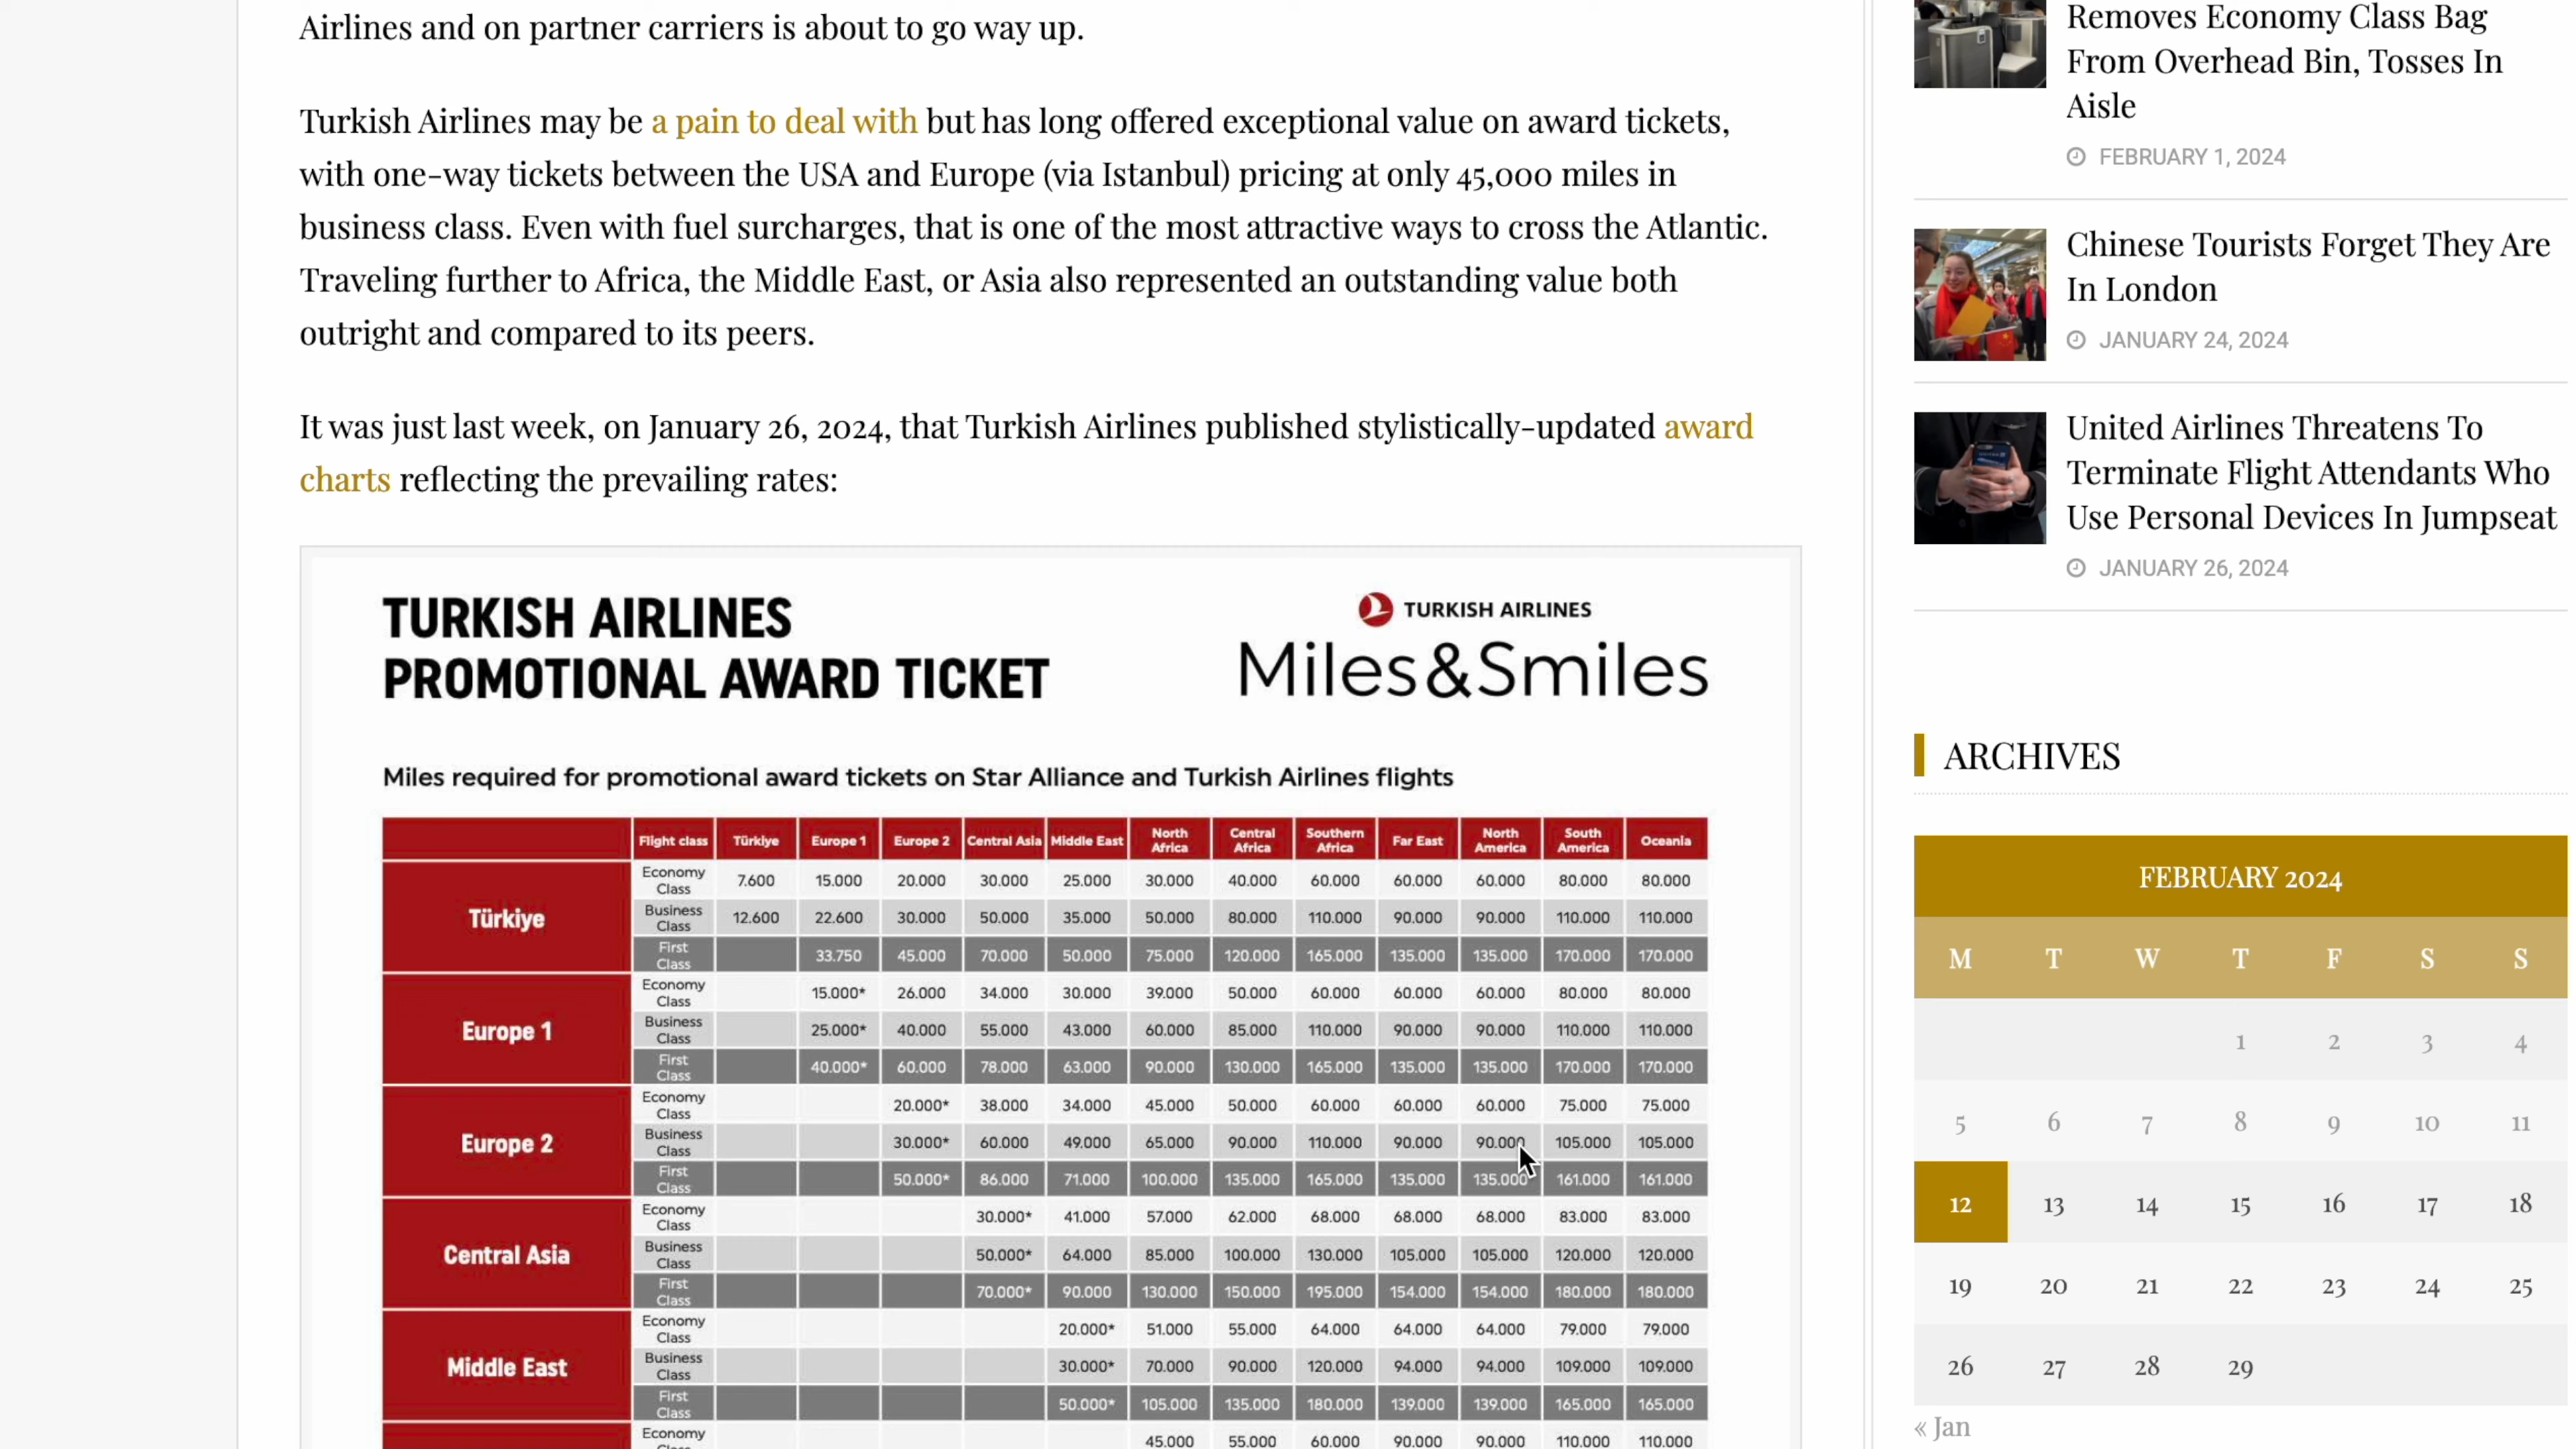 Airlines and on partner carriers is about to go way up.
Turkish Airlines may be a pain to deal with but has long offered exceptional value on award tickets,
with one-way tickets between the USA and Europe (via Istanbul) pricing at only 45,000 miles in
business class. Even with fuel surcharges, that is one of the most attractive ways to cross the Atlantic.
Traveling further to Africa, the Middle East, or Asia also represented an outstanding value both
outright and compared to its peers.
It was just last week, on January 26, 2024, that Turkish Airlines published stylistically-updated award
charts reflecting the prevailing rates:
TURKISH AIRLINES
PROMOTIONAL AWARD TICKET
TURKISH AIRLINES
Miles&Smiles
Miles required for promotional award tickets on Star Alliance and Turkish Airlines flights
Flight class Türkiye Europe 1 Europe 2 Central Asia Middle East North Africa Central Africa Southern Africa Far East North America South America Oceania
Türkiye
Economy Class 7.600 15.000 20.000 30.000 25.000 30.000 40.000 60.000 60.000 60.000 80.000 80.000
Business Class 12.600 22.600 30.000 50.000 35.000 50.000 80.000 110.000 90.000 90.000 110.000 110.000
First Class 33.750 45.000 70.000 50.000 75.000 120.000 165.000 135.000 135.000 170.000 170.000
Europe 1
Economy Class 15.000* 26.000 34.000 30.000 39.000 50.000 60.000 60.000 60.000 80.000 80.000
Business Class 25.000* 40.000 55.000 43.000 60.000 85.000 110.000 90.000 90.000 110.000 110.000
First Class 40.000* 60.000 78.000 63.000 90.000 130.000 165.000 135.000 135.000 170.000 170.000
Europe 2
Economy Class 20.000* 38.000 34.000 45.000 50.000 60.000 60.000 60.000 75.000 75.000
Business Class 30.000* 60.000 49.000 65.000 90.000 110.000 90.000 90.000 105.000 105.000
First Class 50.000* 86.000 71.000 100.000 135.000 165.000 135.000 135.000 161.000 161.000
Central Asia
Economy Class 30.000* 41.000 57.000 62.000 68.000 68.000 68.000 83.000 83.000
Business Class 50.000* 64.000 85.000 100.000 130.000 105.000 105.000 120.000 120.000
First Class 70.000* 90.000 130.000 150.000 195.000 154.000 154.000 180.000 180.000
Middle East
Economy Class 20.000* 51.000 55.000 64.000 64.000 64.000 79.000 79.000
Business Class 30.000* 70.000 90.000 120.000 94.000 94.000 109.000 109.000
First Class 50.000* 105.000 135.000 180.000 139.000 139.000 165.000 165.000
Economy 45.000 55.000 60.000 90.000 90.000 110.000 110.000
Removes Economy Class Bag
From Overhead Bin, Tosses In
Aisle
FEBRUARY 1, 2024
Chinese Tourists Forget They Are
In London
JANUARY 24, 2024
United Airlines Threatens To
Terminate Flight Attendants Who
Use Personal Devices In Jumpseat
JANUARY 26, 2024
ARCHIVES
FEBRUARY 2024
M T W T F S S
1 2 3 4
5 6 7 8 9 10 11
12 13 14 15 16 17 18
19 20 21 22 23 24 25
26 27 28 29
« Jan